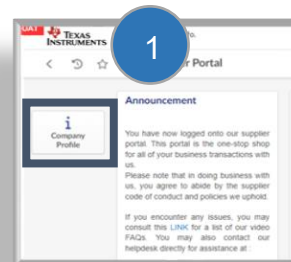 UAT
TEXAS
INSTRUMENTS
fo.
1
r Portal
Announcement
i
Company
Profile
You have now logged onto our supplier
portal. This portal is the one-stop shop
for all of your business transactions with
us.
Please note that in doing business with
us, you agree to abide by the supplier
code of conduct and policies we uphold.
If you encounter any issues, you may
consult this LINK for a list of our video
FAQs. You may also contact our
helpdesk directly for assistance at :